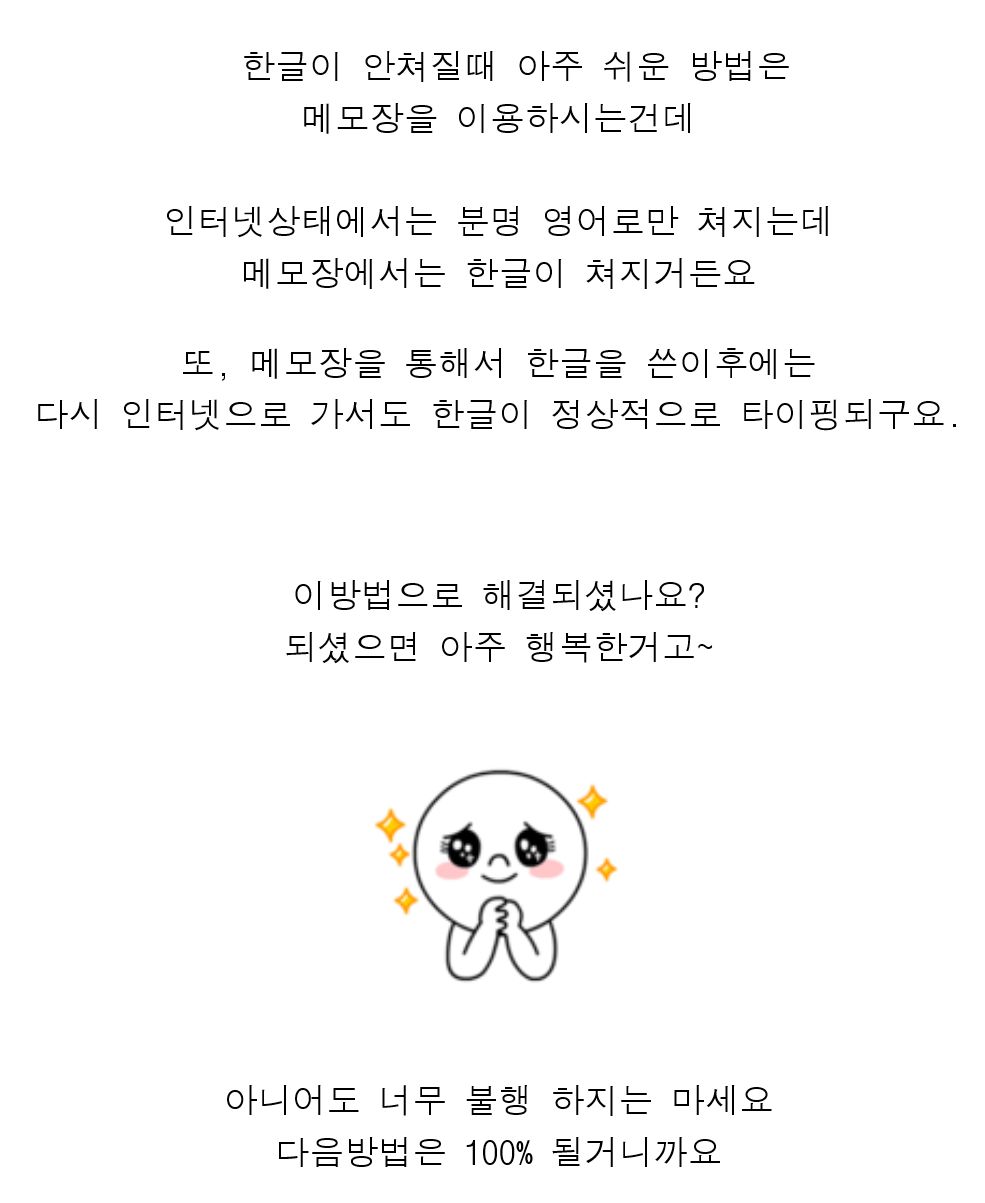 한글이 안쳐질때 아주 쉬운 방법은
메모장을 이용하시는건데
인터넷상태에서는 분명 영어로만 쳐지는데
메모장에서는 한글이 쳐지거든요
또, 메모장을 통해서 한글을 쓴이후에는
다시 인터넷으로 가서도 한글이 정상적으로 타이핑되구요.
이방법으로 해결되셨나요?
되셨으면 아주 행복한거고~
아니어도 너무 불행 하지는 마세요
다음방법은 100% 될거니까요